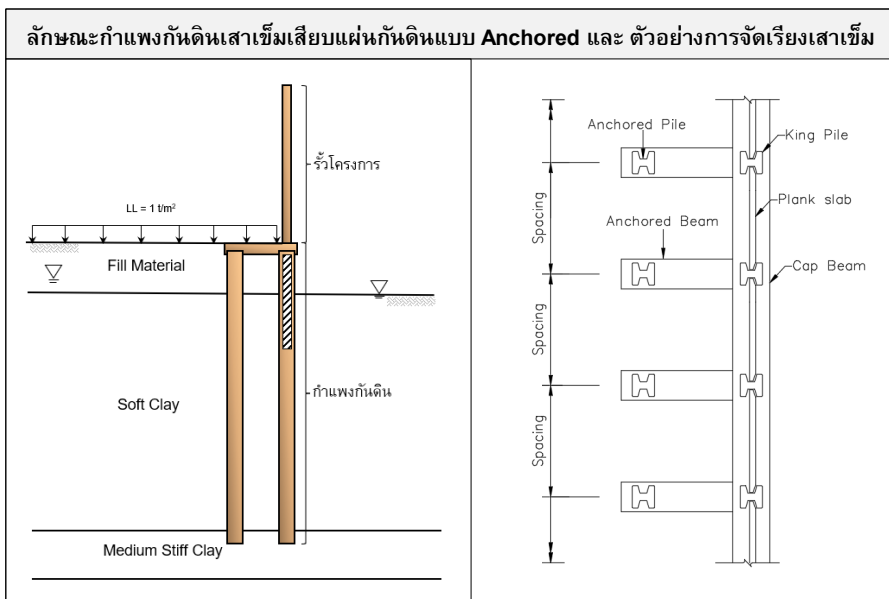 ลักษณะกำแพงกันดินเสาเข็มเสียบแผ่นกันดินแบบ Anchored และ ตัวอย่างการจัดเรียงเสาเข็ม
รั้วโครงการ
LL = 1 t/m²
Fill Material
Soft Clay
กำแพงกันดิน
Medium Stiff Clay
Anchored Pile
King Pile
Plank slab
Spacing
Anchored Beam
Cap Beam
Spacing
Spacing